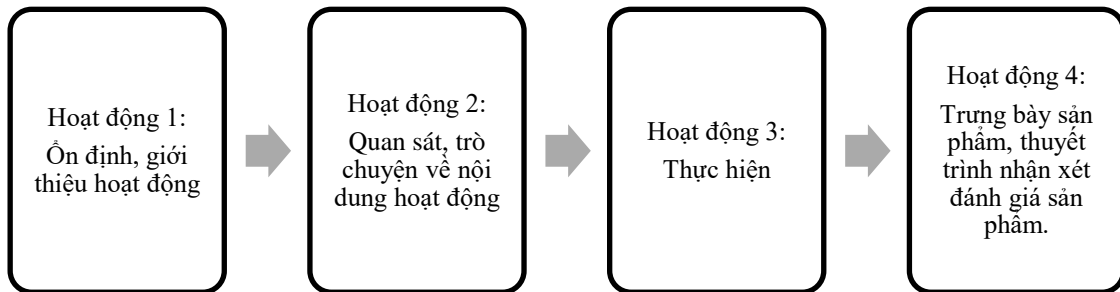 Hoạt động 1:
Ổn định, giới
thiệu hoạt động
Hoạt động 2:
Quan sát, trò
chuyện về nội
dung hoạt động
Hoạt động 3:
Thực hiện
Hoạt động 4:
Trưng bày sản
phẩm, thuyết
trình nhận xét
đánh giá sản
phẩm.